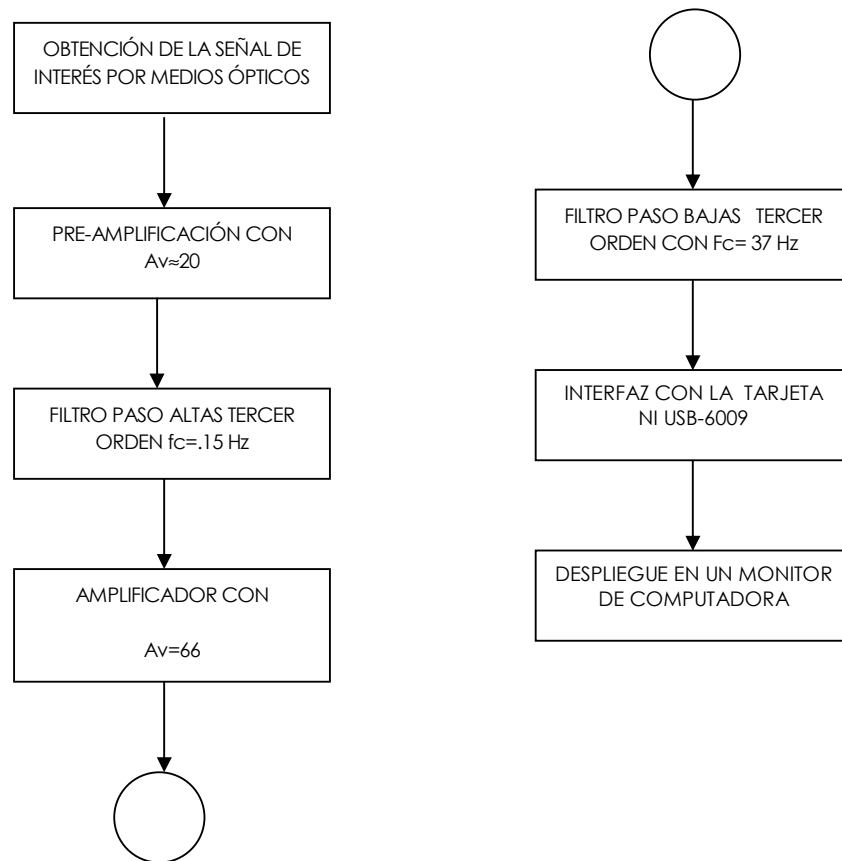 OBTENCIÓN DE LA SEÑAL DE
INTERÉS POR MEDIOS ÓPTICOS
PRE-AMPLIFICACIÓN CON
Av≈20
FILTRO PASO ALTAS TERCER
ORDEN fc=.15 Hz
AMPLIFICADOR CON
Av=66
FILTRO PASO BAJAS TERCER
ORDEN CON Fc= 37 Hz
INTERFAZ CON LA TARJETA
NI USB-6009
DESPLIEGUE EN UN MONITOR
DE COMPUTADORA